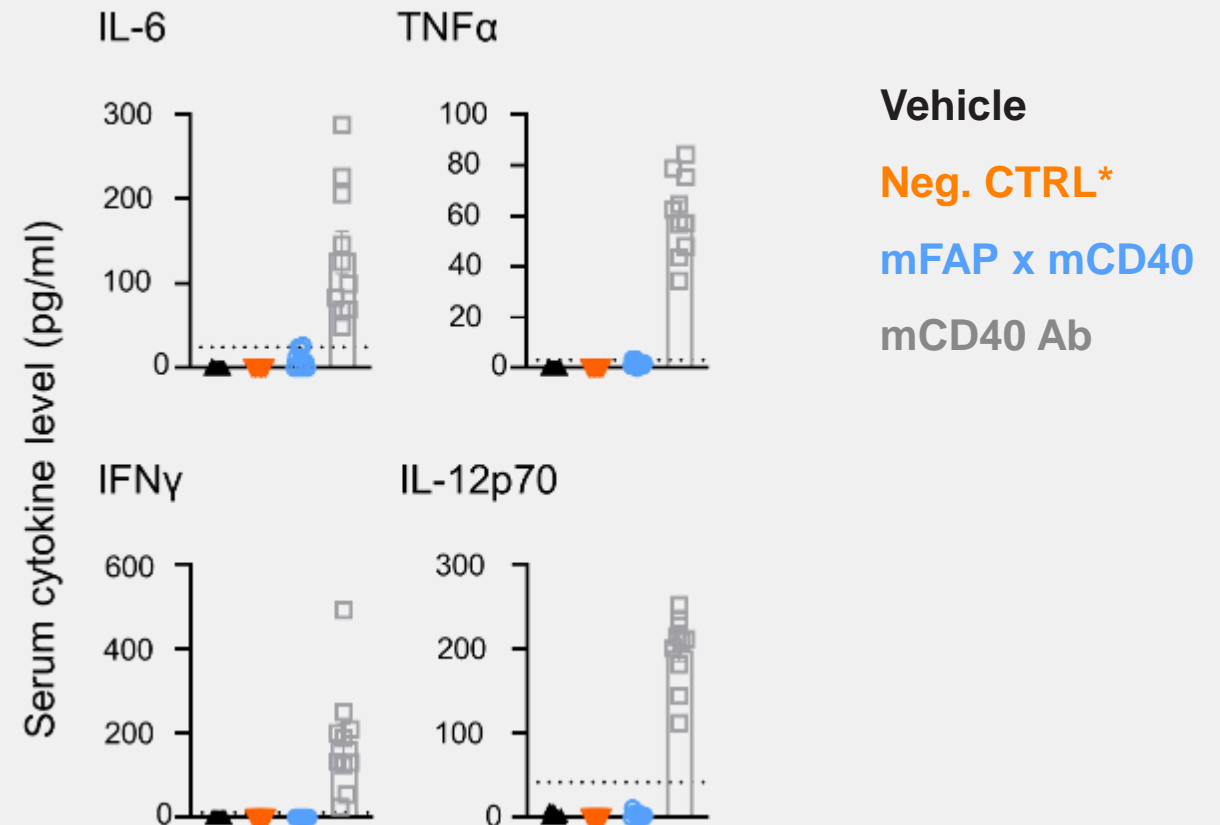 IL-6
TNFα
300
200
100
0
100
80
60
40
20
0
Vehicle
Neg. CTRL*
mFAP x mCD40
mCD40 Ab
Serum cytokine level (pg/ml)
IFNγ
IL-12p70
600
400
200
0
300
200
100
0